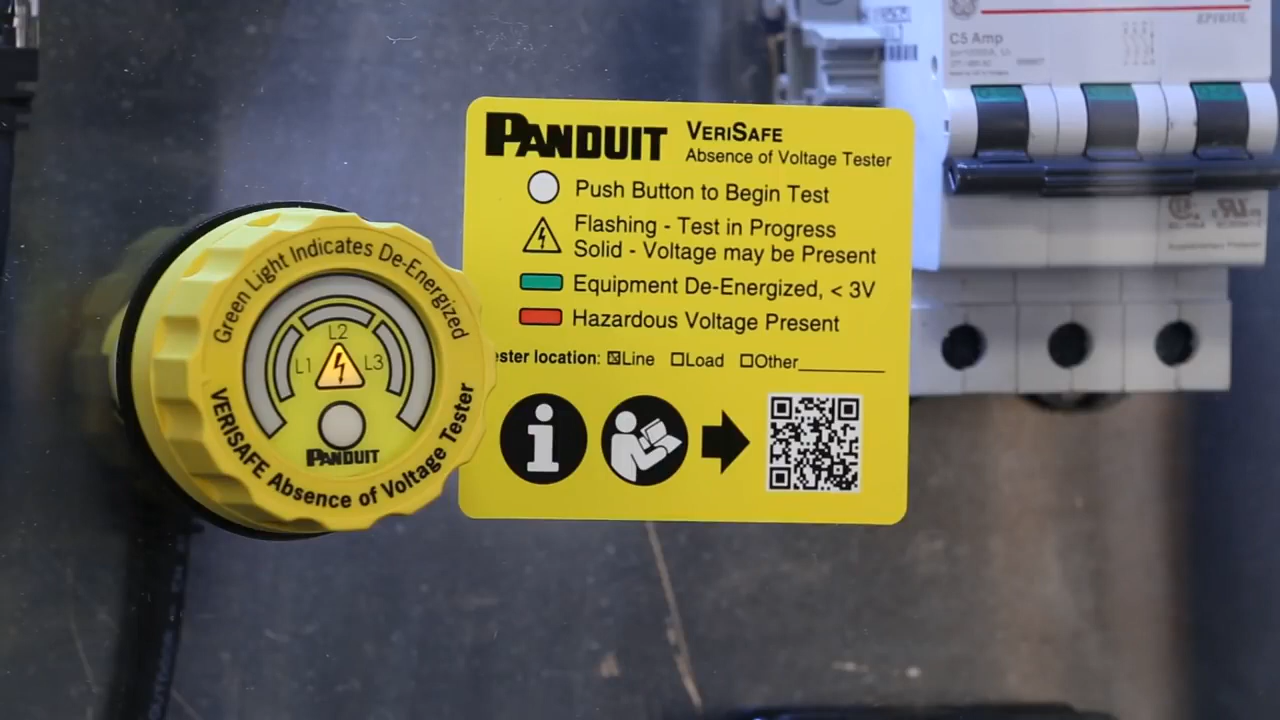 Green Light Indicates De-Energized
L1
L2
L3
PANDUIT
VERISAFE Absence of Voltage Tester
PANDUIT
VERISAFE
Absence of Voltage Tester
Push Button to Begin Test
Flashing - Test in Progress
Solid - Voltage may be Present
Equipment De-Energized, < 3V
Hazardous Voltage Present
ester location: ☒Line ☐Load ☐Other__________
C5 Amp